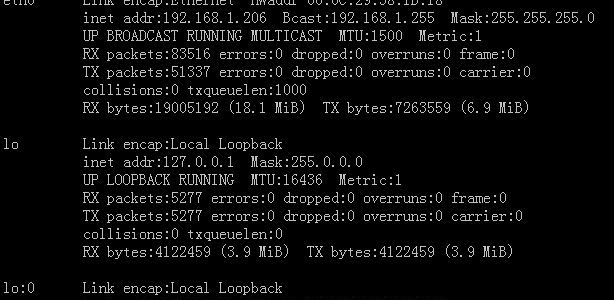 eth0 Link encap:Ethernet HWaddr
inet addr:192.168.1.206 Bcast:192.168.1.255 Mask:255.255.255.0
UP BROADCAST RUNNING MULTICAST MTU:1500 Metric:1
RX packets:83516 errors:0 dropped:0 overruns:0 frame:0
TX packets:51337 errors:0 dropped:0 overruns:0 carrier:0
collisions:0 txqueuelen:1000
RX bytes:19005192 (18.1 MiB) TX bytes:7263559 (6.9 MiB)
lo Link encap:Local Loopback
inet addr:127.0.0.1 Mask:255.0.0.0
UP LOOPBACK RUNNING MTU:16436 Metric:1
RX packets:5277 errors:0 dropped:0 overruns:0 frame:0
TX packets:5277 errors:0 dropped:0 overruns:0 carrier:0
collisions:0 txqueuelen:0
RX bytes:4122459 (3.9 MiB) TX bytes:4122459 (3.9 MiB)
lo:0 Link encap:Local Loopback